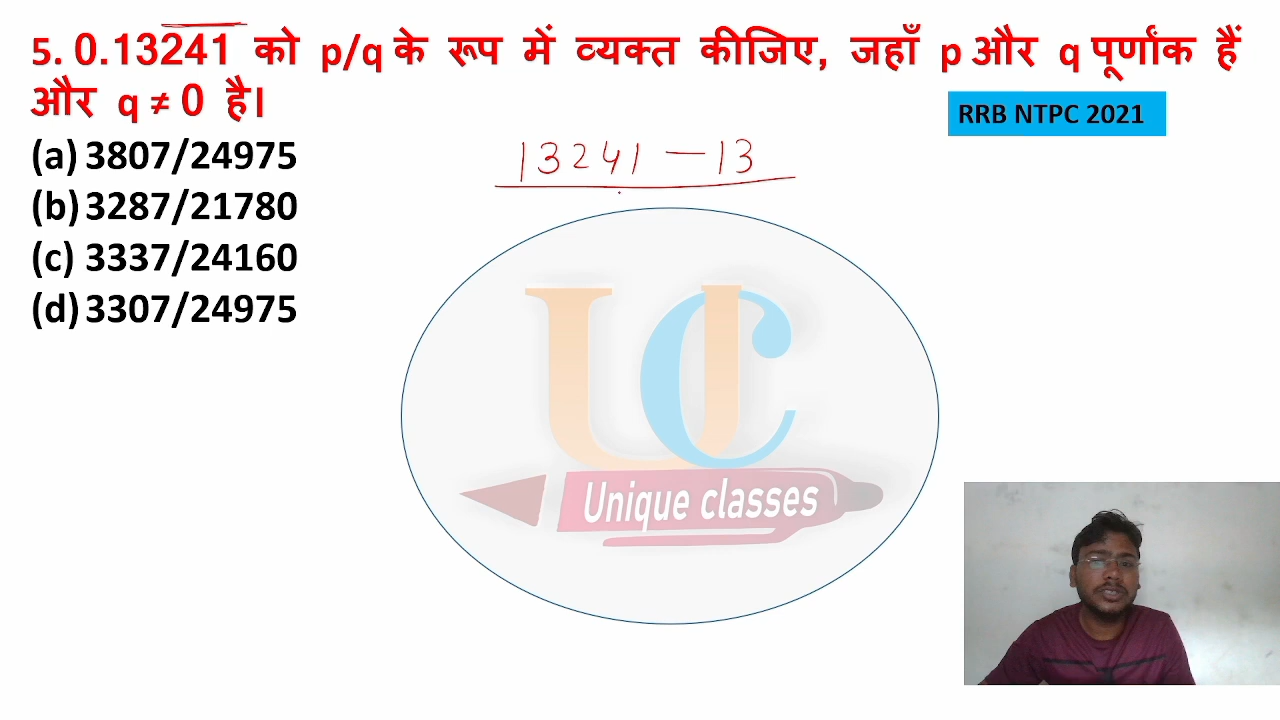 5. 0.13241 को p/q के रूप में व्यक्त कीजिए, जहाँ p और q पूर्णांक हैं
और q ≠ 0 है।
RRB NTPC 2021
(a) 3807/24975
(b) 3287/21780
(c) 3337/24160
(d) 3307/24975
13241 – 13
UC
Unique classes